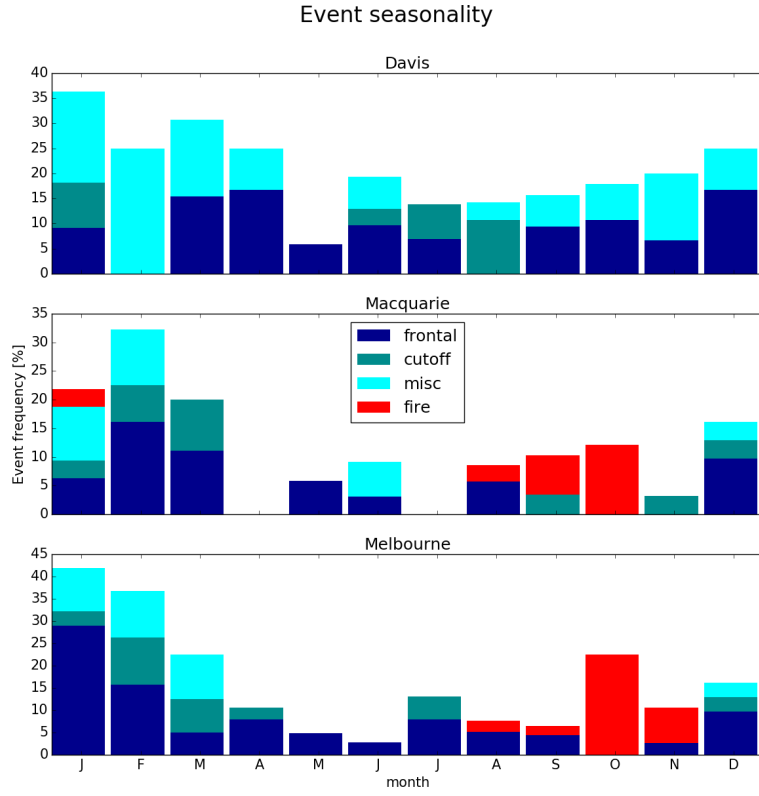 Event seasonality
Davis
40
35
30
25
20
15
10
5
0
Macquarie
35
30
25
20
15
10
5
0
frontal
cutoff
misc
fire
Event frequency [%]
Melbourne
45
40
35
30
25
20
15
10
5
0
J F M A M J J A S O N D
month